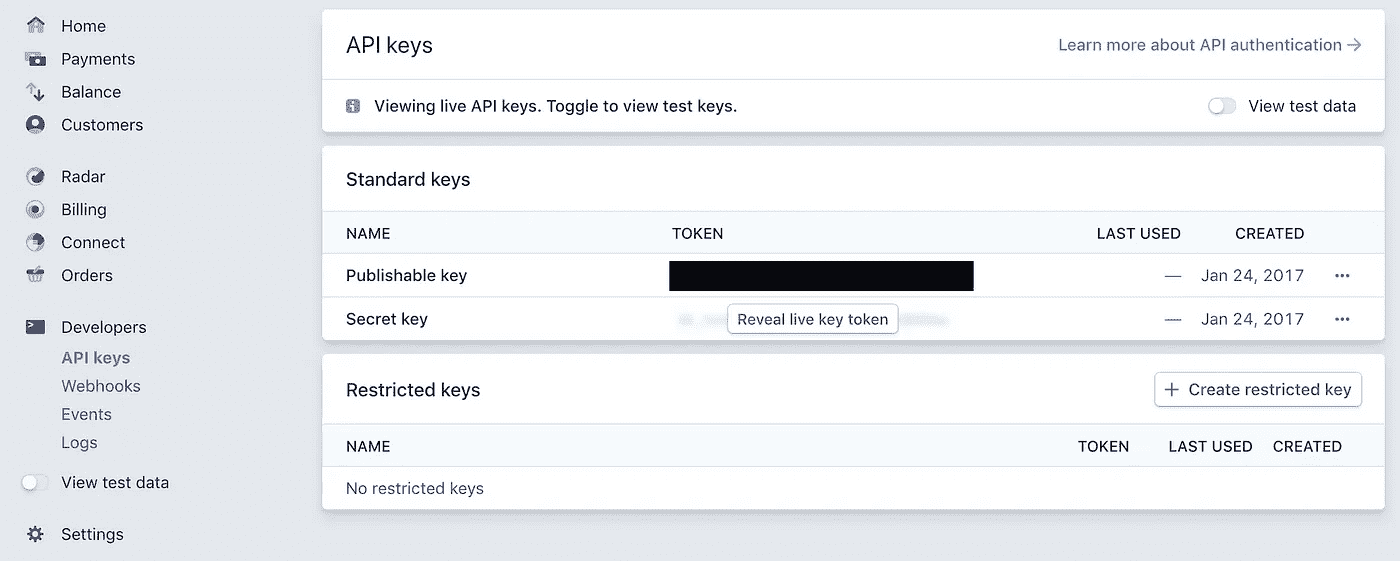 Home
Payments
Balance
Customers
Radar
Billing
Connect
Orders
Developers
API keys
Webhooks
Events
Logs
View test data
Settings
API keys
Learn more about API authentication →
Viewing live API keys. Toggle to view test keys.
View test data
Standard keys
NAME TOKEN LAST USED CREATED
Publishable key — Jan 24, 2017 •••
Secret key Reveal live key token — Jan 24, 2017 •••
Restricted keys
+ Create restricted key
NAME TOKEN LAST USED CREATED
No restricted keys